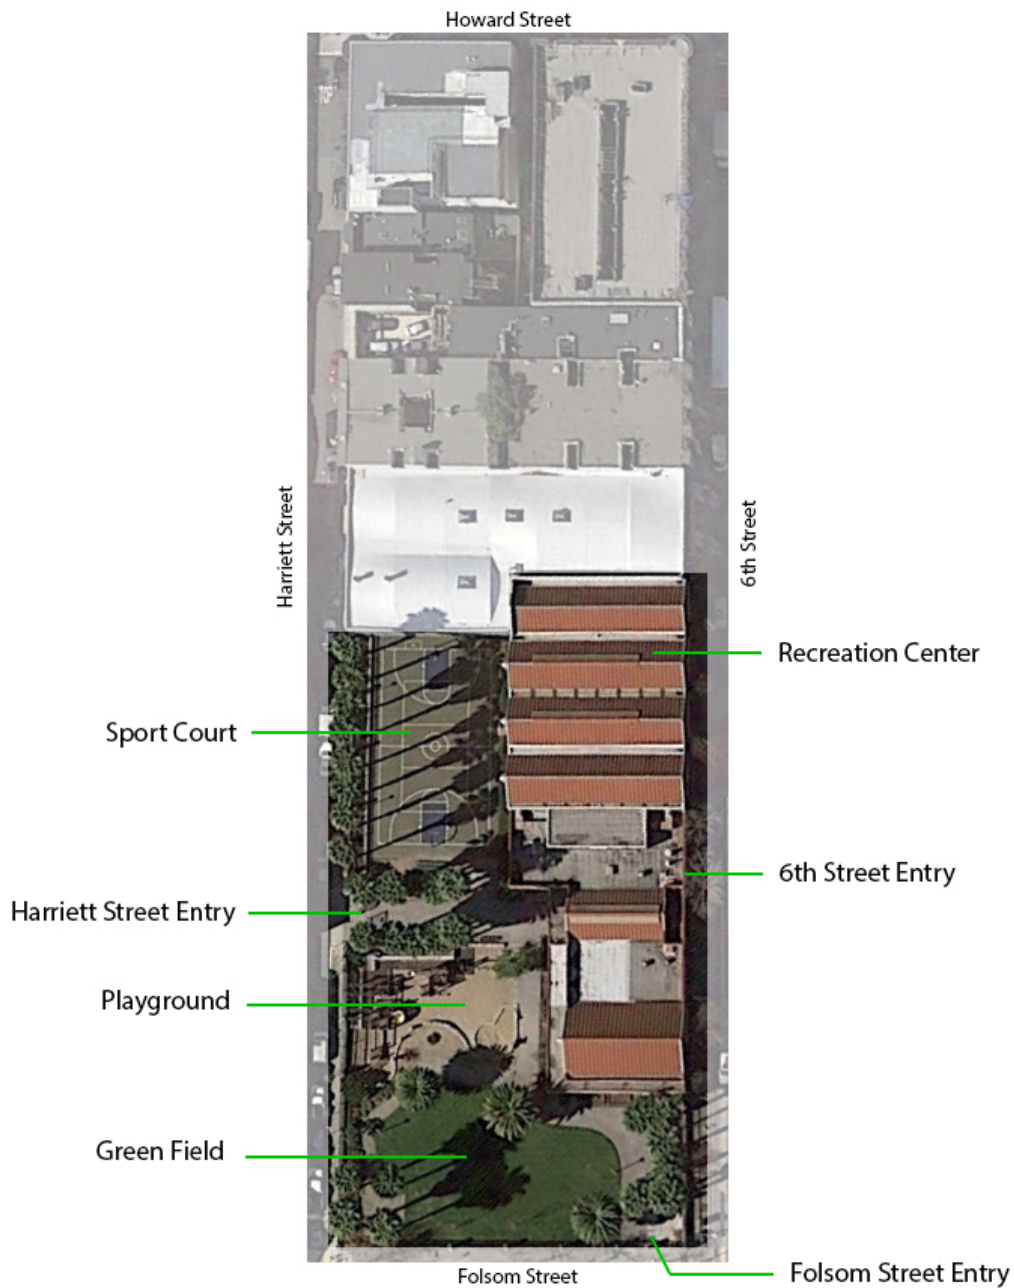 Howard Street
Harriett Street
6th Street
Recreation Center
Sport Court
6th Street Entry
Harriett Street Entry
Playground
Green Field
Folsom Street Entry
Folsom Street